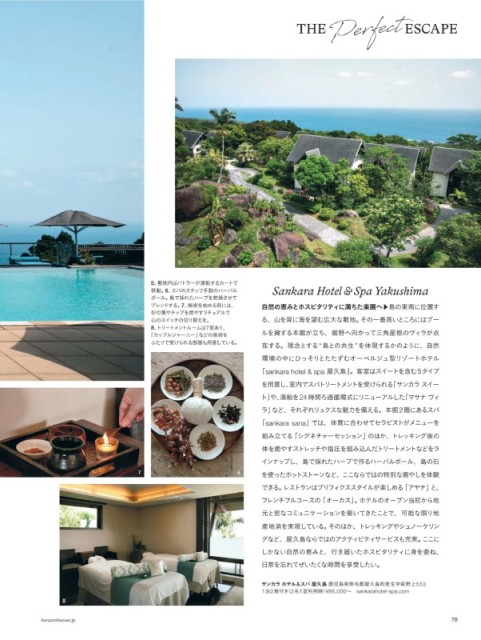 THE Perfect ESCAPE
5. 敷地内はバトラーが運転するカートで
移動。6. スパのスタッフ手製のハーバル
ボール。島で採れたハーブを乾燥させて
ブレンドする。7. 施術を始める前には、
杉の葉やチップを燃やすリチュアルで
心のスイッチの切り替えを。
8. トリートメントルームは7室あり、
「カップルジャーニー」などの施術を
ふたりで受けられる部屋も用意している。
Sankara Hotel & Spa Yakushima
自然の恵みとホスピタリティに満ちた楽園へ▶島の東南に位置す
る、山を背に海を望む広大な敷地。その一番高いところにはプー
ルを擁する本館が立ち、裾野へ向かって三角屋根のヴィラが点
在する。理念とする“島との共生”を体現するように、自然
環境の中にひっそりとたたずむオーベルジュ型リゾートホテル
「sankara hotel & spa 屋久島」。客室はスイートを含む5タイプ
を用意し、室内でスパトリートメントを受けられる「サンカラ スイー
ト」や、湯船を24時間ろ過循環式にリニューアルした「マサナ ヴィ
ラ」など、それぞれリュクスな魅力を備える。本館2階にあるスパ
「sankara sana」では、体質に合わせてセラピストがメニューを
組み立てる「シグネチャーセッション」のほか、トレッキング後の
体を癒やすストレッチや指圧を組み込んだトリートメントなどをラ
インナップし、島で採れたハーブで作るハーバルボール、島の石
を使ったホットストーンなど、ここならではの特別な癒やしを体験
できる。レストランはプリフィクススタイルが楽しめる「アヤナ」と、
フレンチフルコースの「オーカス」。ホテルのオープン当初から地
元と密なコミュニケーションを築いてきたことで、可能な限り地
産地消を実現している。そのほか、トレッキングやシュノーケリン
グなど、屋久島ならではのアクティビティサービスも充実。ここに
しかない自然の恵みと、行き届いたホスピタリティに身を委ね、
日常を忘れてぜいたくな時間を享受したい。
サンカラ ホテル&スパ 屋久島 鹿児島県熊毛郡屋久島町麦生字萩野上553
1泊2食付き(2名1室利用時)¥80,000〜 sankarahotel-spa.com
5
7
6
8
harpersbazaar.jp
79